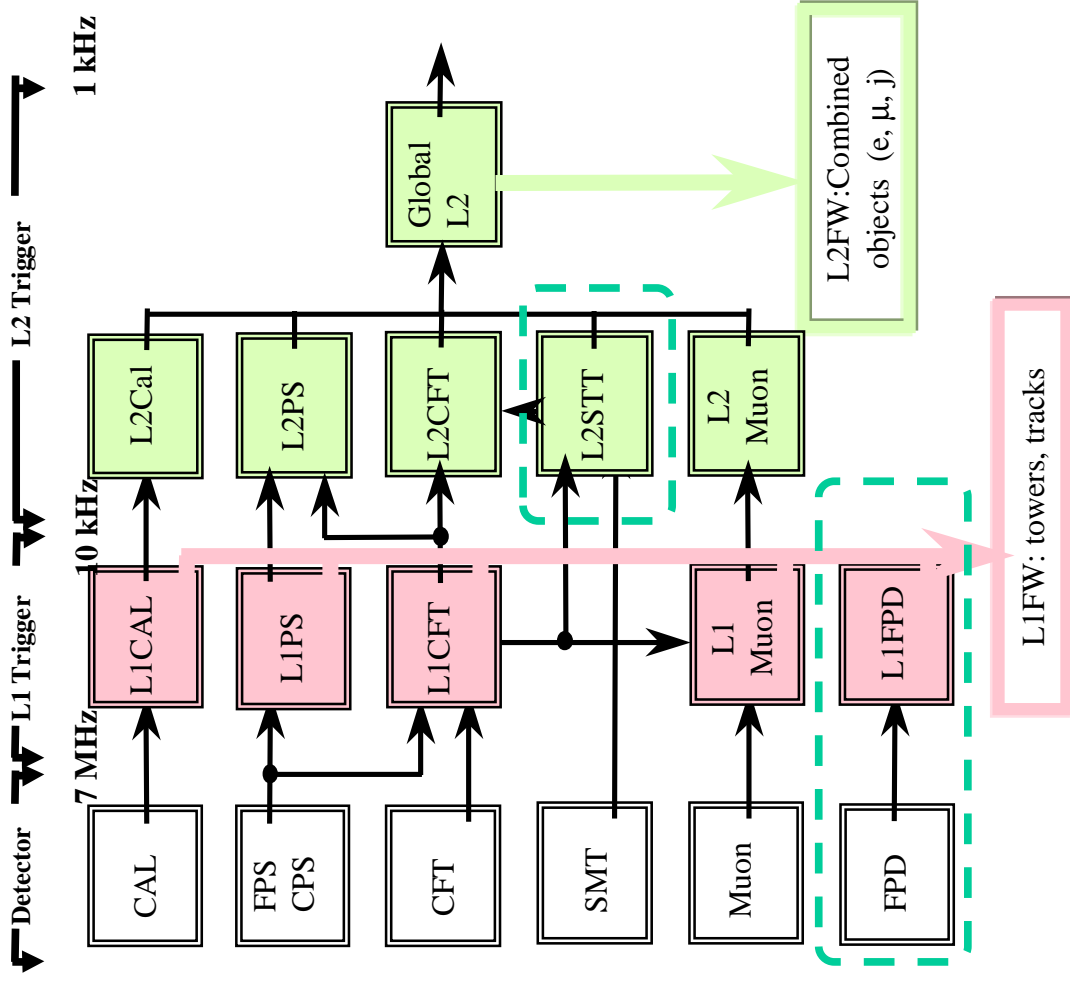 Detector
L1 Trigger
L2 Trigger
7 MHz
10 kHz
1 kHz
CAL
L1CAL
L2Cal
FPS
CPS
L1PS
L2PS
CFT
L1CFT
L2CFT
Global
L2
SMT
L2STT
Muon
L1
Muon
L2
Muon
FPD
L1FPD
L2FW:Combined
objects (e, μ, j)
L1FW: towers, tracks